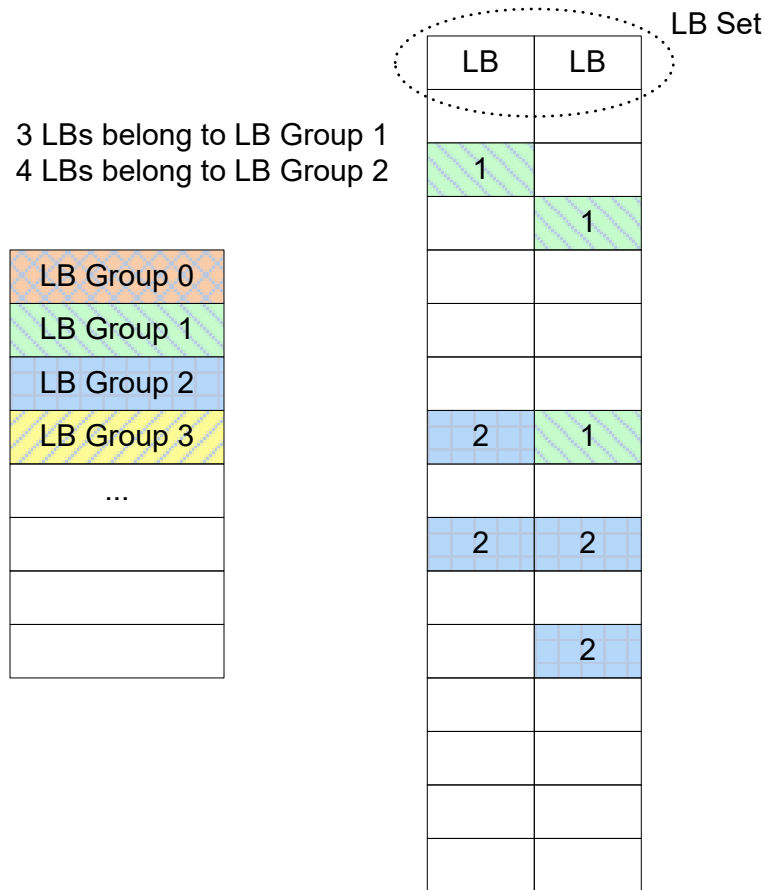 LB Set
LB LB
3 LBs belong to LB Group 1
4 LBs belong to LB Group 2
1
1
LB Group 0
LB Group 1
LB Group 2
LB Group 3
...
2 1
2 2
2